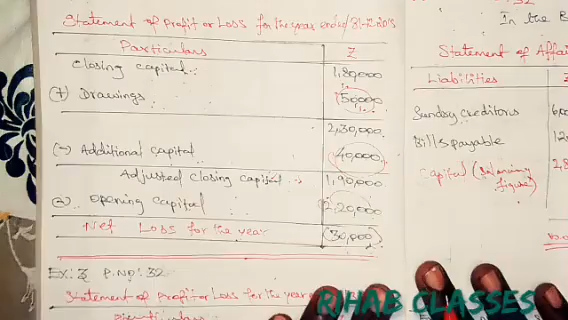 Statement of Profit or Loss for the year ended 31-12-2015
Particulars ₹
Closing capital 1,80,000
(+) Drawings 50,000
2,30,000
(-) Additional capital 40,000
Adjusted closing capital 1,90,000
(-) Opening Capital 2,20,000
Net Loss for the year 30,000
Ex: 3 P.NO: 32
Statement of Profit or Loss for the year
32
In the B
Statement of Affai
Liabilities
Sundry creditors
Bills payable
Capital (Balancing figure)
RIHAB CLASSES